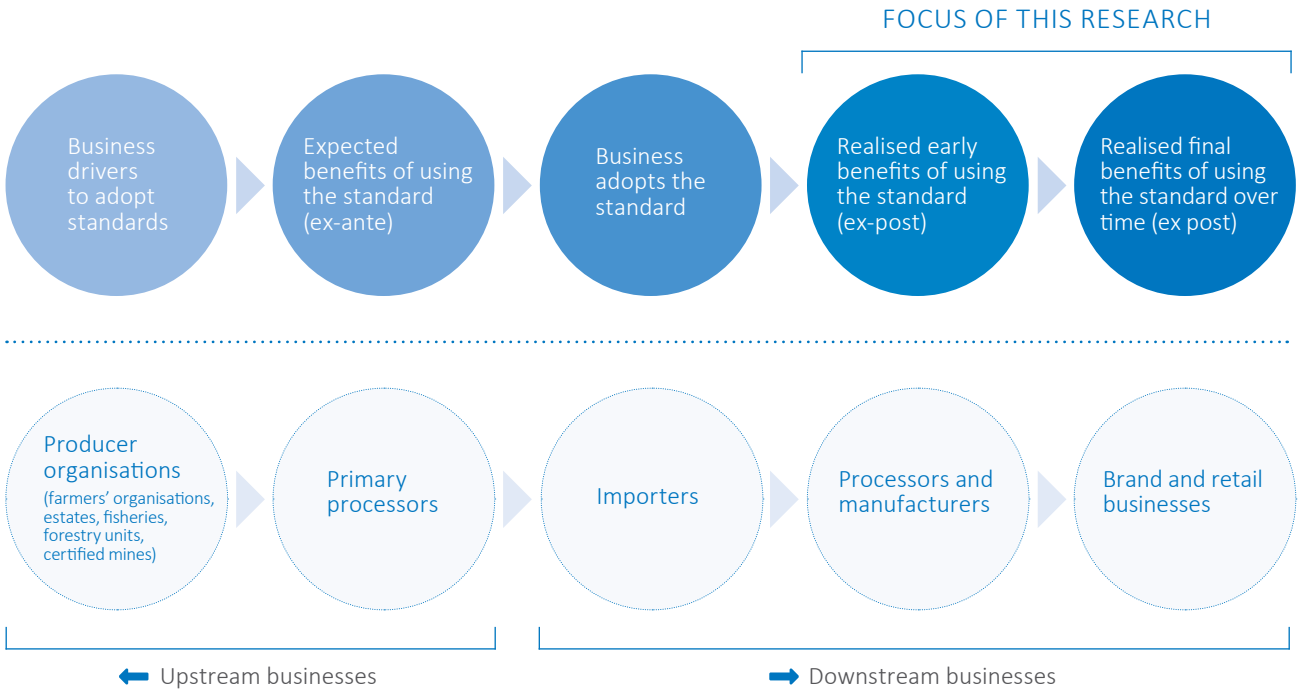 FOCUS OF THIS RESEARCH
Business
drivers
to adopt
standards
Expected
benefits of using
the standard
(ex-ante)
Business
adopts the
standard
Realised early
benefits of using
the standard
(ex-post)
Realised final
benefits of using
the standard over
time (ex post)
Producer
organisations
(farmers’ organisations,
estates, fisheries,
forestry units,
certified mines)
Primary
processors
Importers
Processors and
manufacturers
Brand and retail
businesses
Upstream businesses
Downstream businesses